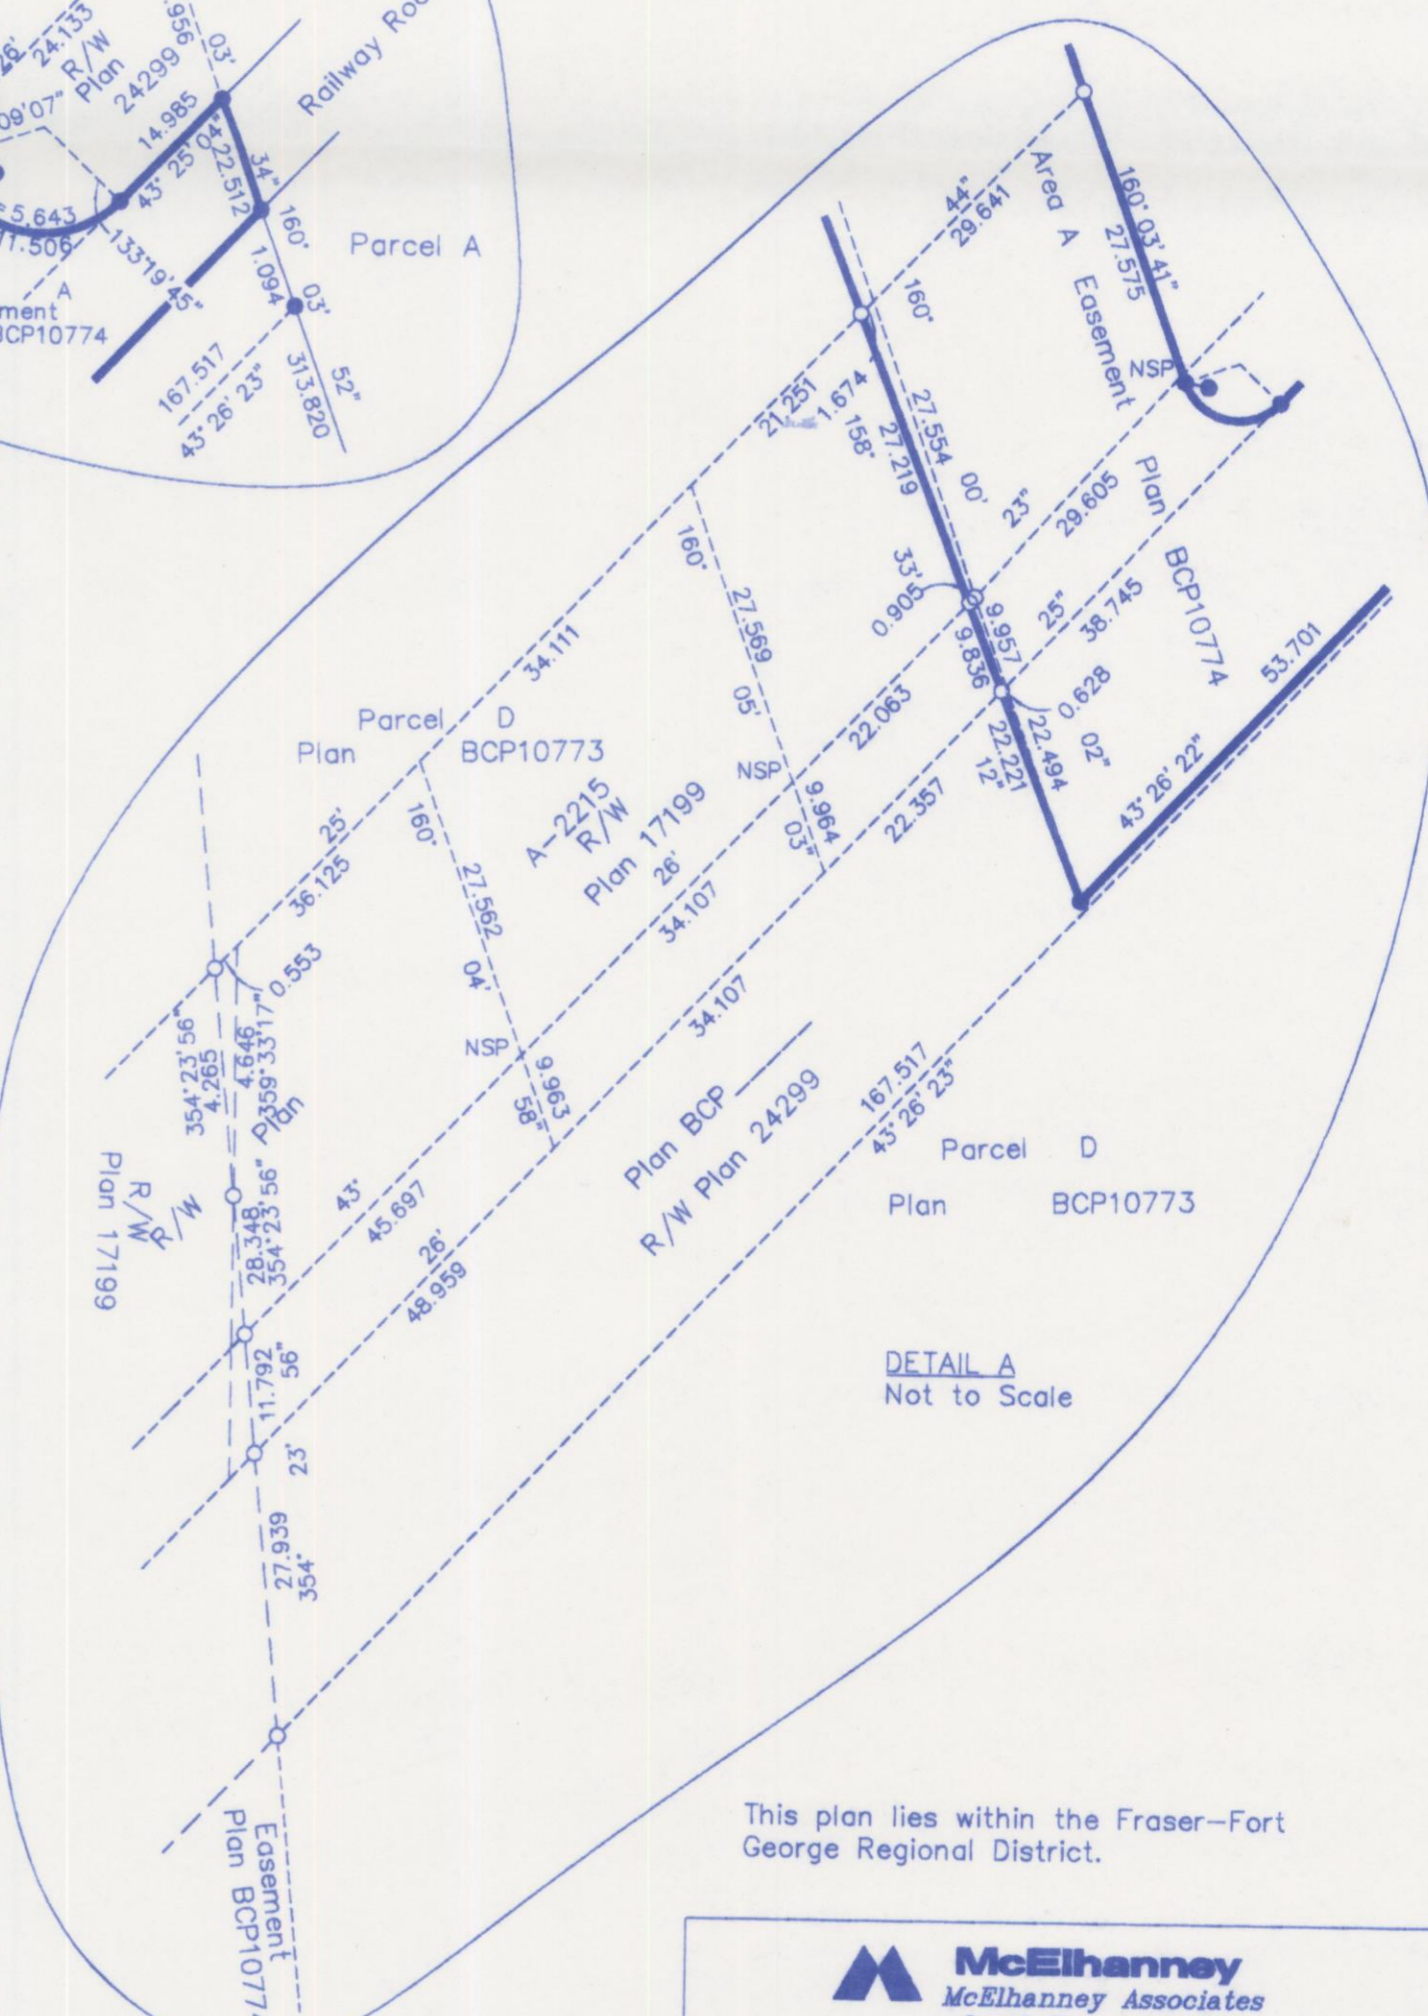 26'
24.133
R/W
Plan
24299
.956
03'
Railway
09'07"
14.985
43° 25' 04"
22.512
34"
160°
Parcel A
5.643
11.506
133°19'45"
1.094
03'
A
BCP10774
167.517
43° 26' 23"
313.820
52"
44"
29.641
Area A Easement
160° 03' 41"
27.575
160°
NSP
21.251
1.674
158°
27.219
27.554
00'
23"
29.605
Plan
BCP10774
160°
27.569
05'
33'
0.905
9.957
9.836
25"
38.745
0.628
53.701
34.111
22.063
22.221
12"
22.494
02"
43° 26' 22"
Parcel D
Plan BCP10773
NSP
9.964
03"
22.357
A-2215
R/W
Plan 17199
25'
36.125
160°
27.562
04'
26'
34.107
34.107
0.553
354° 23' 56"
4.265
4.646
359° 33' 17"
Plan
NSP
9.963
58"
Plan BCP
R/W Plan 24299
167.517
43° 26' 23"
Parcel D
Plan BCP10773
R/W
Plan 17199
R/W
28.348
354° 23' 56"
43°
45.697
26'
48.959
11.792
56"
23'
27.939
354°
DETAIL A
Not to Scale
Easement
Plan
This plan lies within the Fraser-Fort
George Regional District.
McElhanney
McElhanney Associates